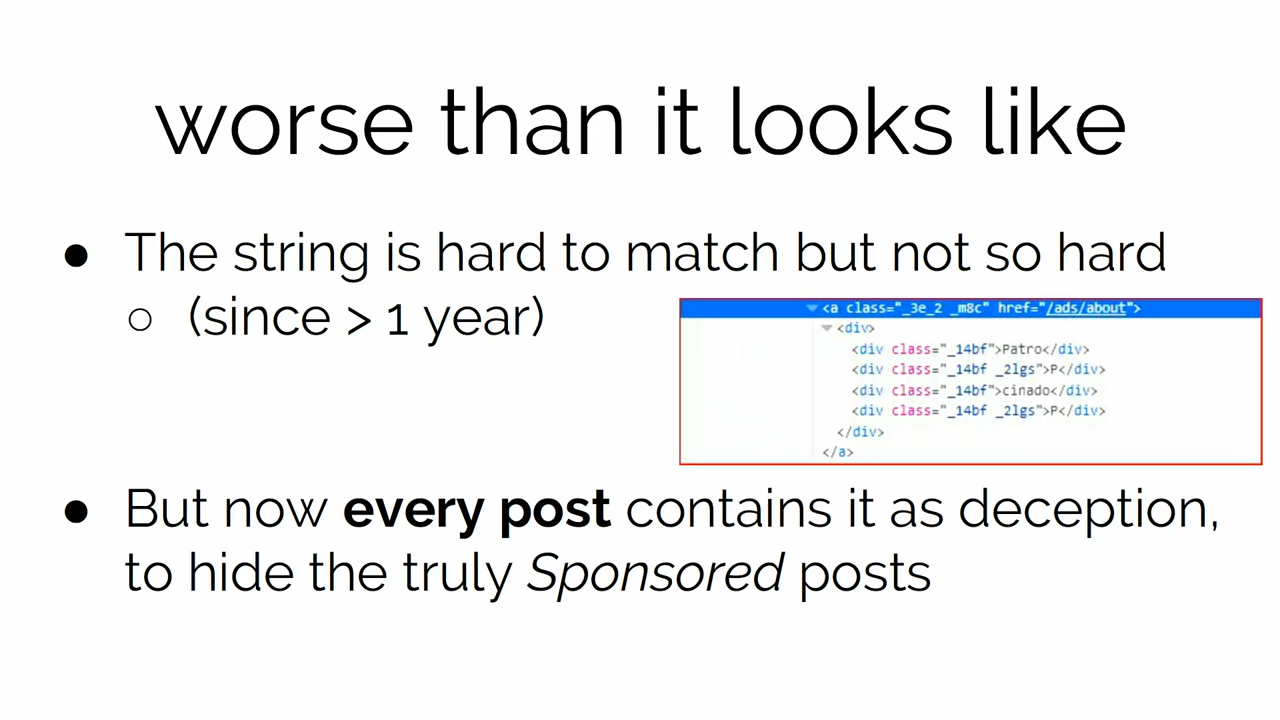 worse than it looks like
● The string is hard to match but not so hard
○ (since > 1 year)
<a class="_3e_2 _m8c" href="/ads/about">
<div>
<div class="_14bf">Patro</div>
<div class="_14bf _2lgs">P</div>
<div class="_14bf">cinado</div>
<div class="_14bf _2lgs">P</div>
</div>
</a>
● But now every post contains it as deception,
to hide the truly Sponsored posts